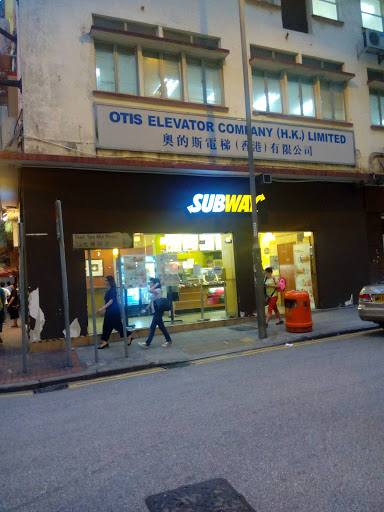 OTIS ELEVATOR COMPANY (H.K.) LIMITED
奧的斯電梯(香港)有限公司
SUBWAY